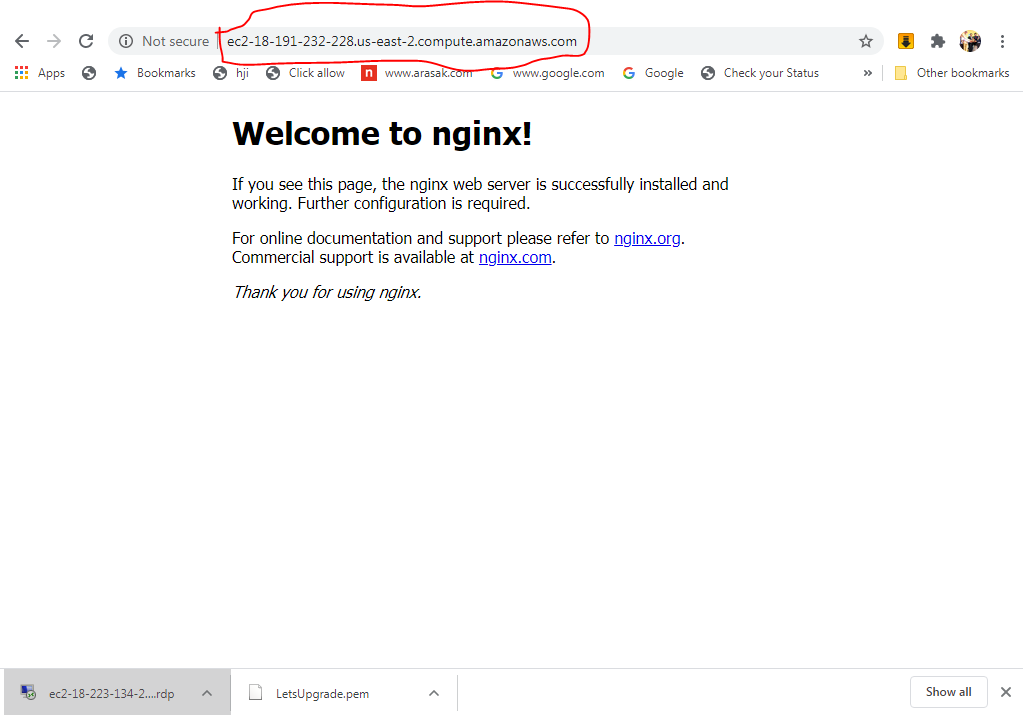 Not secure ec2-18-191-232-228.us-east-2.compute.amazonaws.com
Apps Bookmarks hji Click allow n www.arasak.com G www.google.com G Google Check your Status » Other bookmarks
Welcome to nginx!
If you see this page, the nginx web server is successfully installed and
working. Further configuration is required.
For online documentation and support please refer to nginx.org.
Commercial support is available at nginx.com.
Thank you for using nginx.
ec2-18-223-134-2....rdp LetsUpgrade.pem Show all